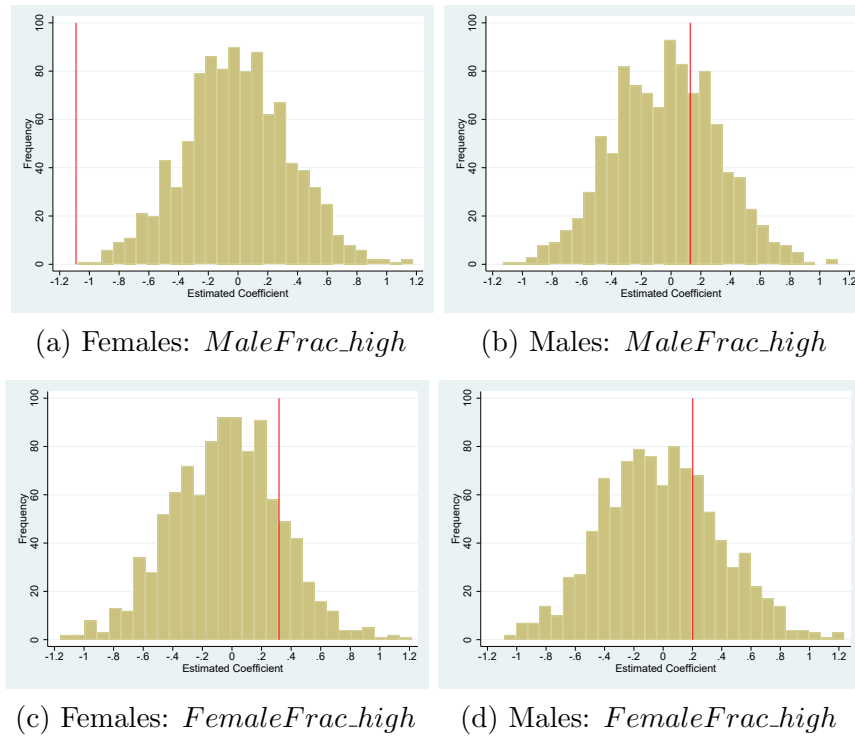 100
80
60
40
20
0
Frequency
-1.2 -1 -.8 -.6 -.4 -.2 0 .2 .4 .6 .8 1 1.2
Estimated Coefficient
100
80
60
40
20
0
Frequency
-1.2 -1 -.8 -.6 -.4 -.2 0 .2 .4 .6 .8 1 1.2
Estimated Coefficient
(a) Females: MaleFrac_high
(b) Males: MaleFrac_high
100
80
60
40
20
0
Frequency
-1.2 -1 -.8 -.6 -.4 -.2 0 .2 .4 .6 .8 1 1.2
Estimated Coefficient
100
80
60
40
20
0
Frequency
-1.2 -1 -.8 -.6 -.4 -.2 0 .2 .4 .6 .8 1 1.2
Estimated Coefficient
(c) Females: FemaleFrac_high
(d) Males: FemaleFrac_high